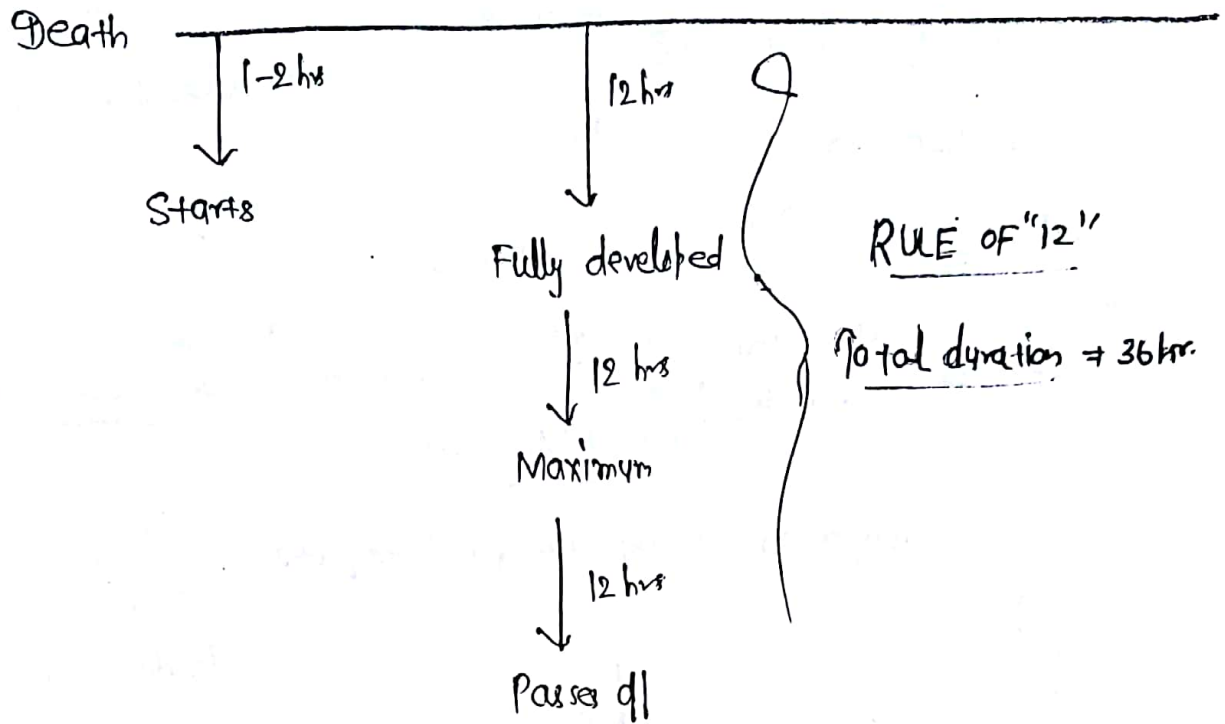 Death
1-2 hrs
12 hrs
Starts
Fully developed
RULE OF "12"
12 hrs
Total duration → 36 hr.
Maximum
12 hrs
Passes off